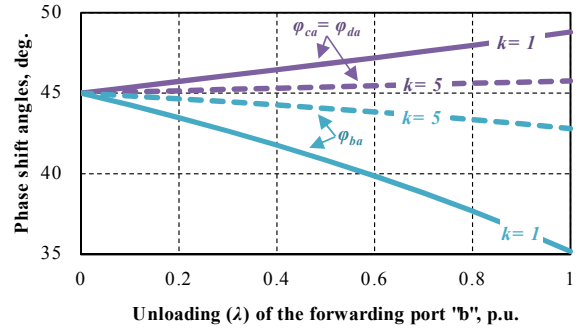 50
φca = φda
k= 1
45
k= 5
k= 5
φba
40
k= 1
35
0
0.2
0.4
0.6
0.8
1
Phase shift angles, deg.
Unloading (λ) of the forwarding port "b", p.u.